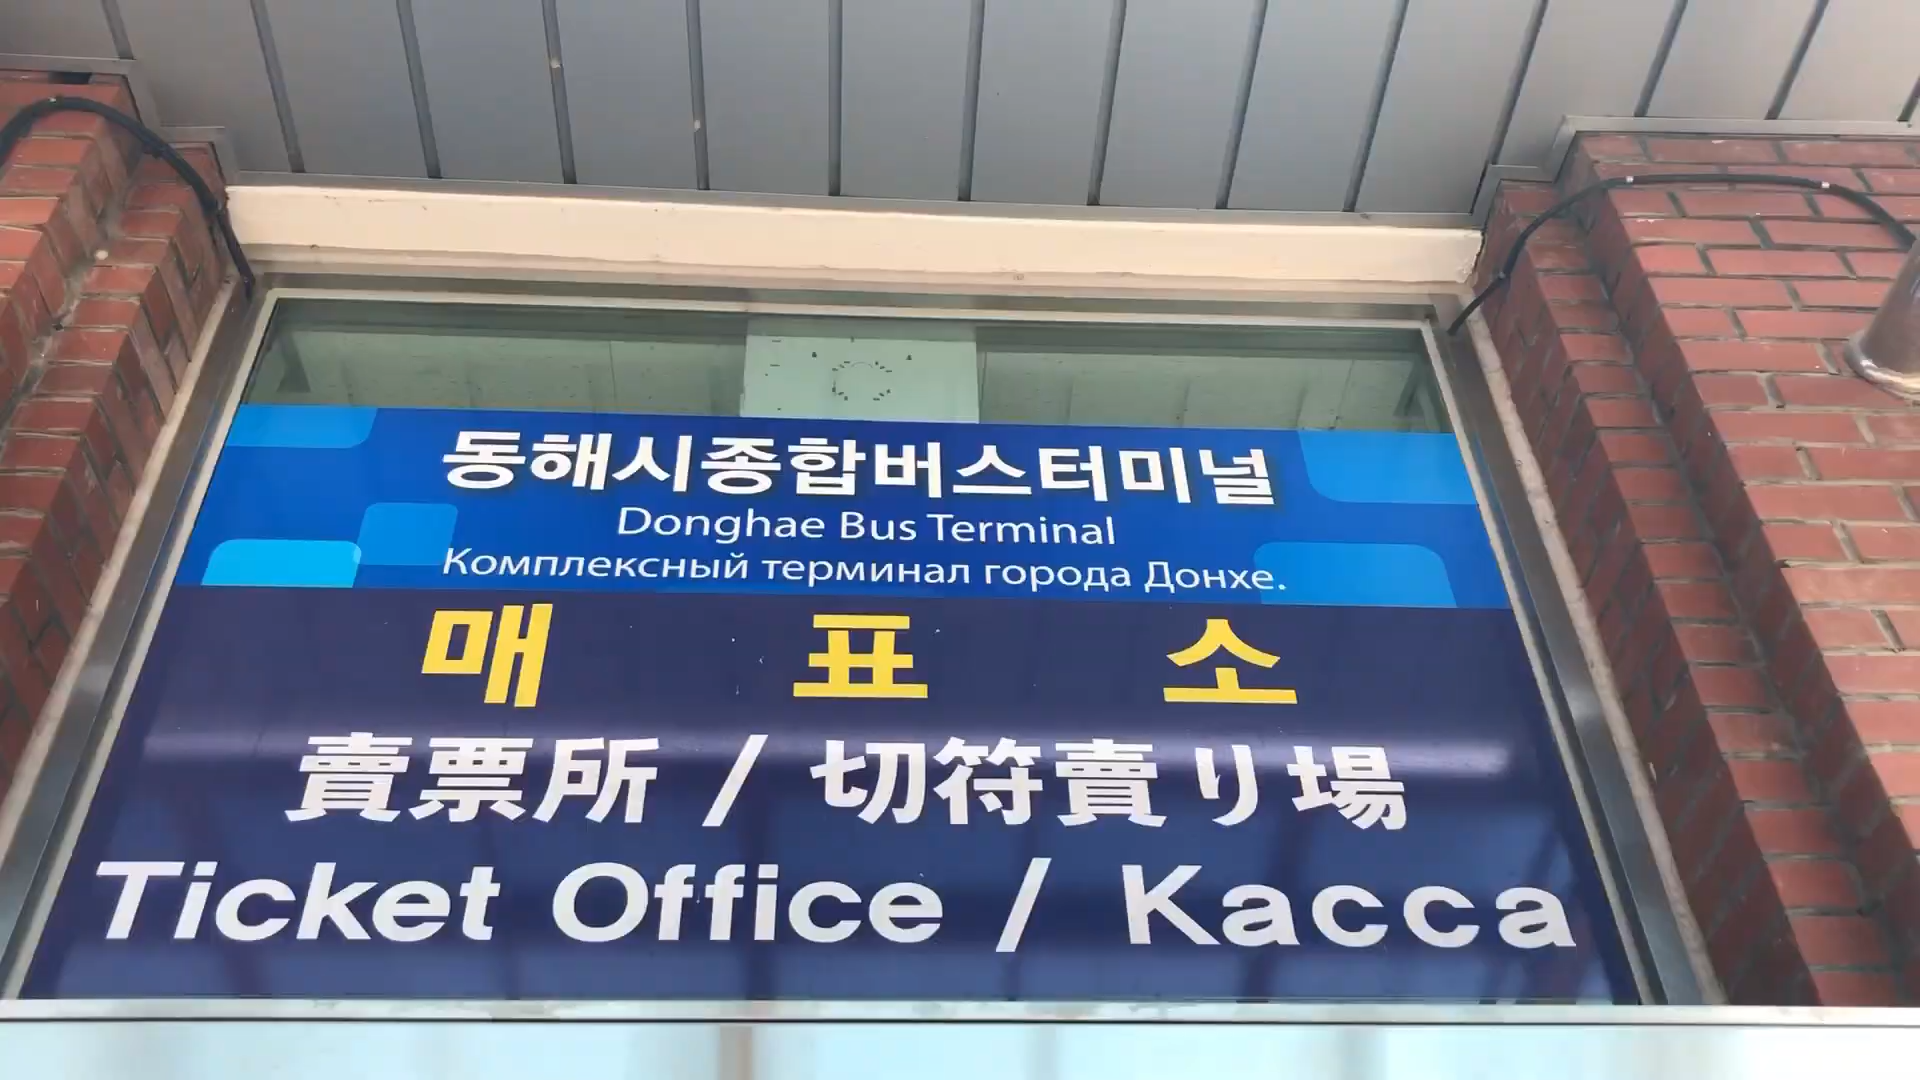 동해시종합버스터미널
Donghae Bus Terminal
Комплексный терминал города Донхе.
매 표 소
賣票所 / 切符賣り場
Ticket Office / Касса